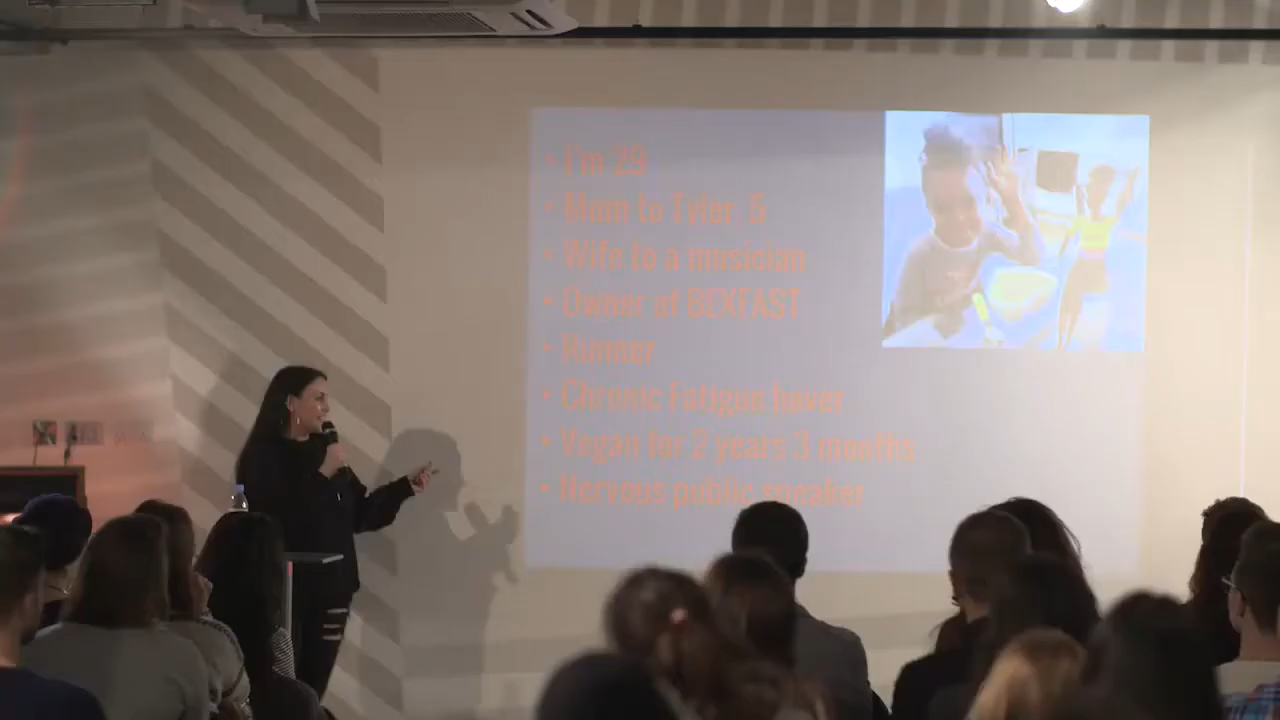 • I'm 29
• Mom to Tyler, 5
• Wife to a musician
• Owner of BEXFAST
• Runner
• Chronic Fatigue haver
• Vegan for 2 years 3 months
• Nervous public speaker